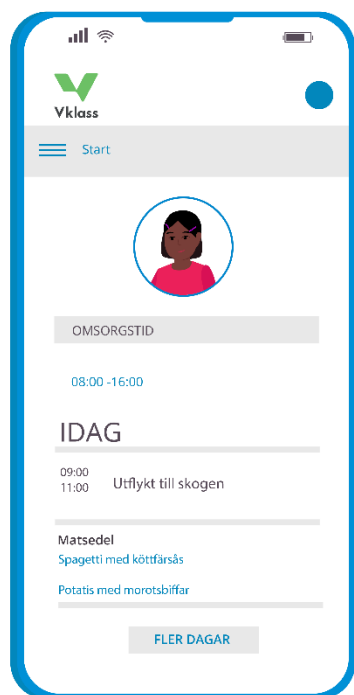 Vklass
Start
OMSORGSTID
08:00 -16:00
IDAG
09:00
11:00
Utflykt till skogen
Matsedel
Spagetti med köttfärsås
Potatis med morotsbiffar
FLER DAGAR